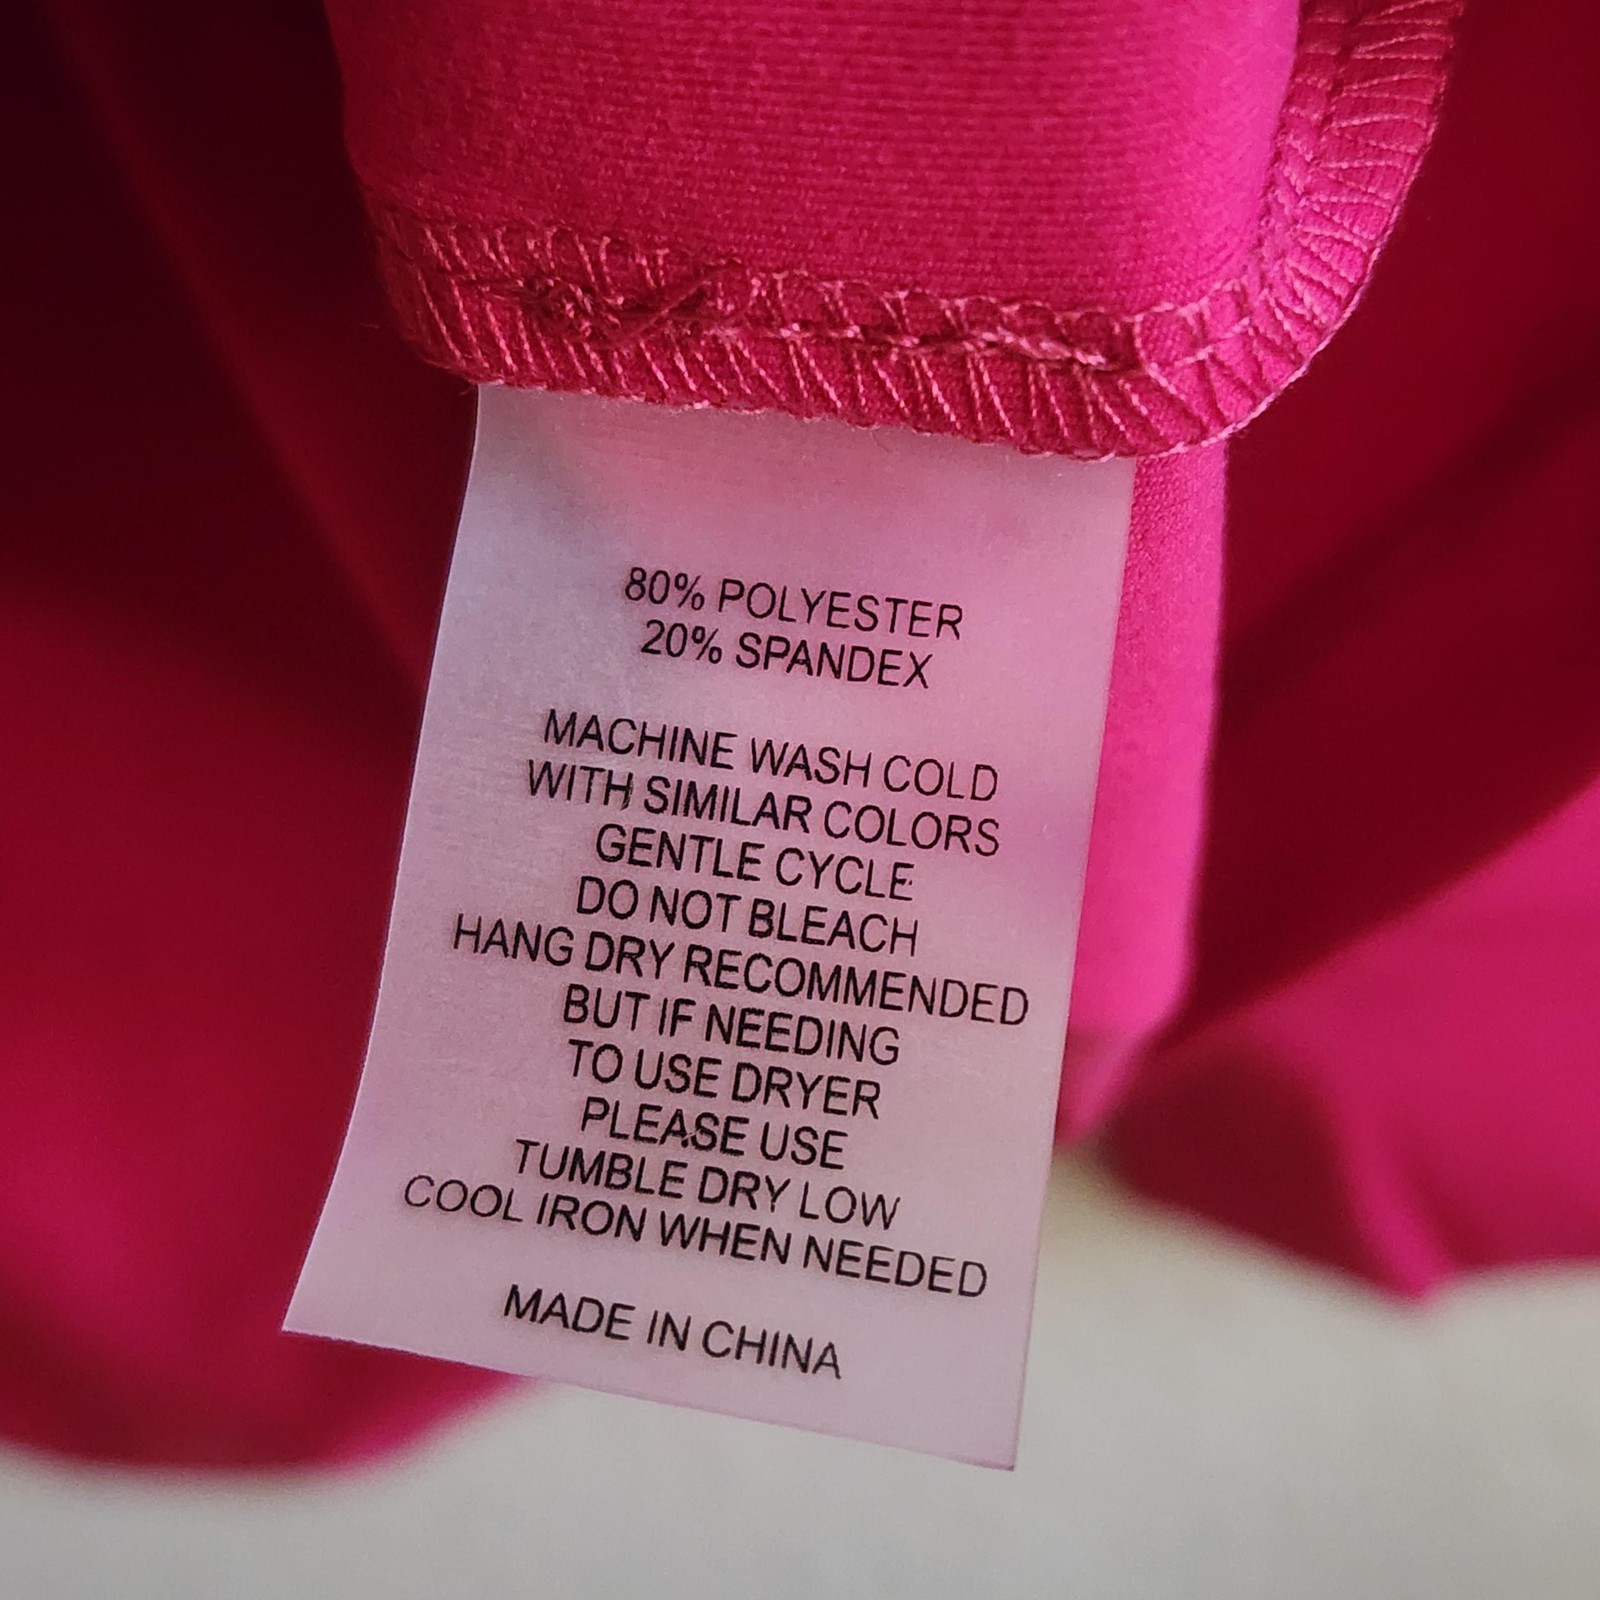 80% POLYESTER
20% SPANDEX
MACHINE WASH COLD
WITH SIMILAR COLORS
GENTLE CYCLE
DO NOT BLEACH
HANG DRY RECOMMENDED
BUT IF NEEDING
TO USE DRYER
PLEASE USE
TUMBLE DRY LOW
COOL IRON WHEN NEEDED
MADE IN CHINA